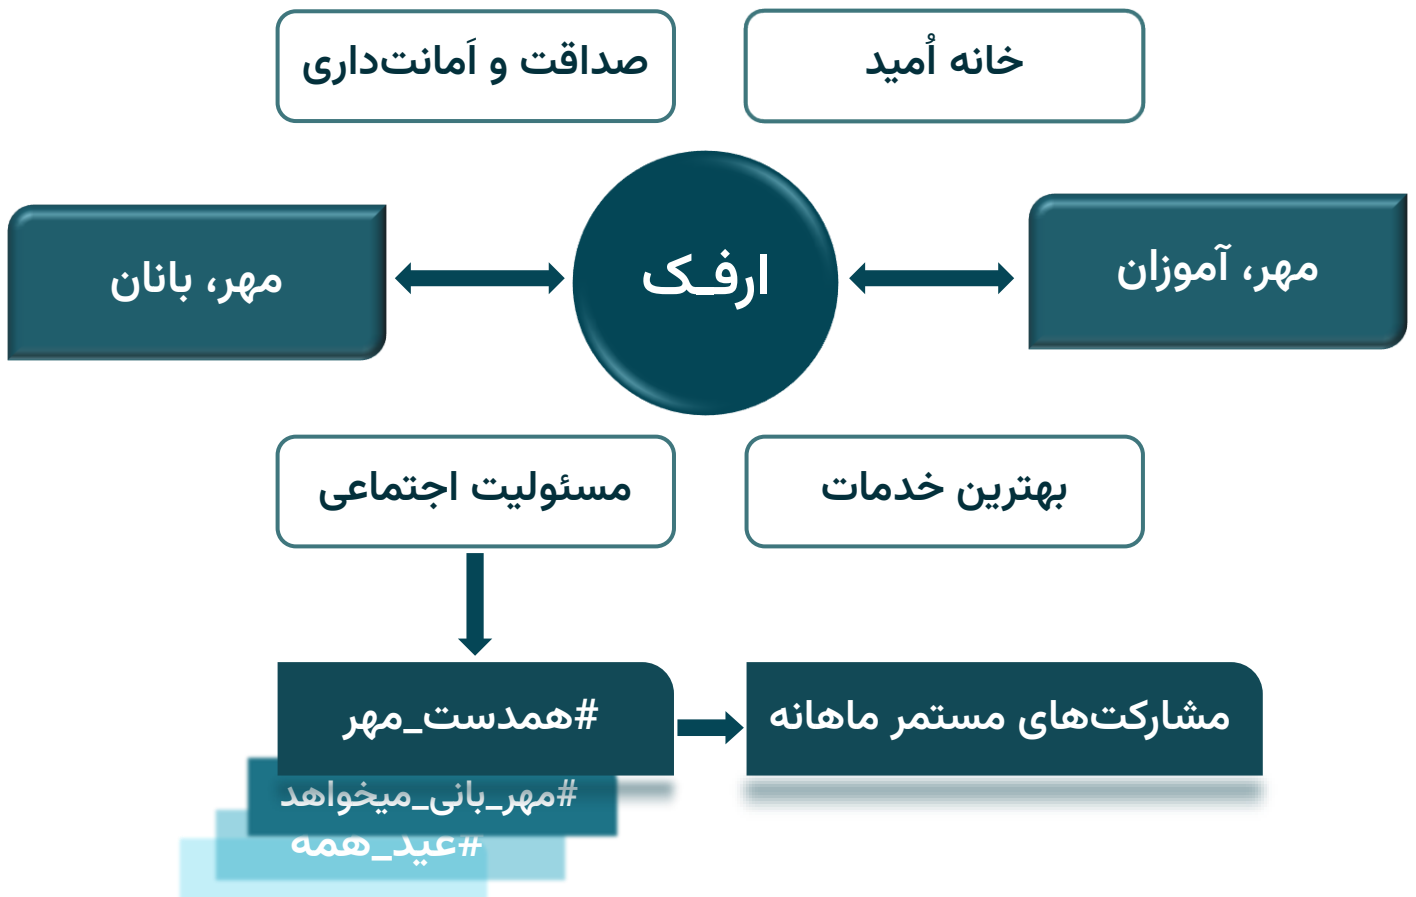 خانه اُمید
صداقت و اَمانت‌داری
مهر، آموزان
ارفـک
مهر، بانان
بهترین خدمات
مسئولیت اجتماعی
#همدست_مهر
مشارکت‌های مستمر ماهانه
#مهر_بانی_میخواهد
#عید_همه